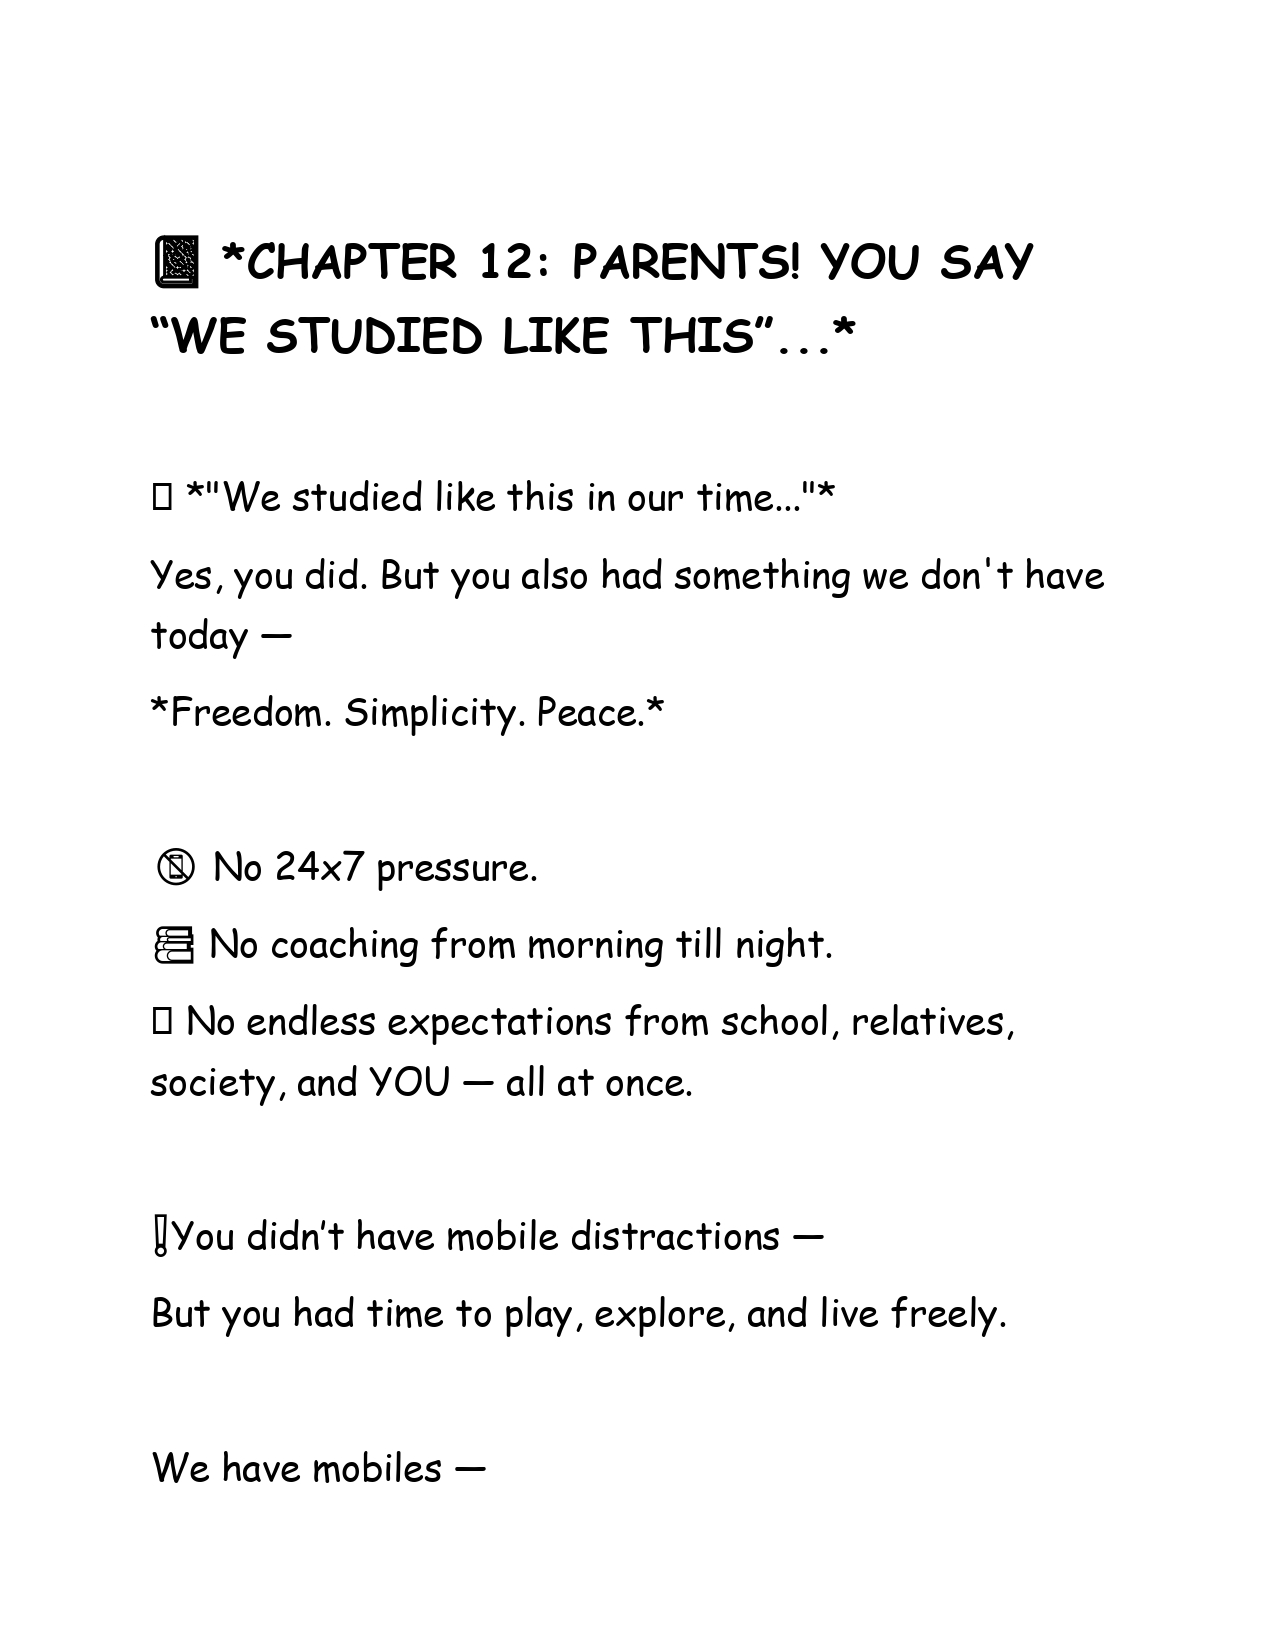 📓 *CHAPTER 12: PARENTS! YOU SAY
“WE STUDIED LIKE THIS”...*
*"We studied like this in our time..."*
Yes, you did. But you also had something we don't have
today —
*Freedom. Simplicity. Peace.*
📵 No 24x7 pressure.
📚 No coaching from morning till night.
No endless expectations from school, relatives,
society, and YOU — all at once.
❕You didn’t have mobile distractions —
But you had time to play, explore, and live freely.
We have mobiles —